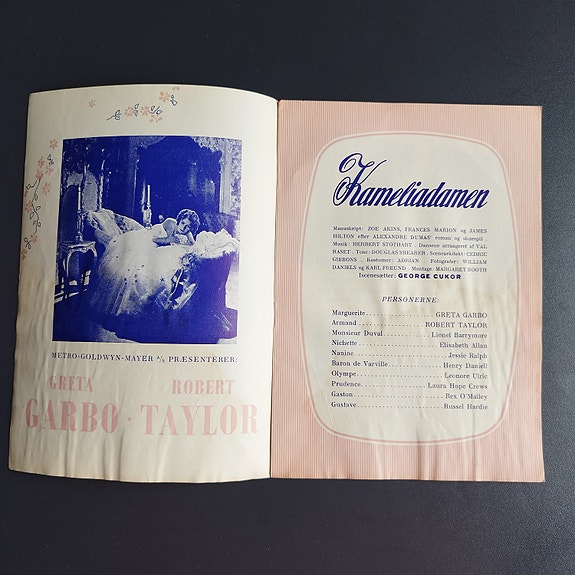 METRO-GOLDWYN-MAYER A/S PRÆSENTERER:
GRETA ROBERT
GARBO · TAYLOR
Kameliadamen
Manuskript: ZOE AKINS, FRANCES MARION og JAMES
HILTON efter ALEXANDRE DUMAS' roman og skuespil .
Musik: HERBERT STOTHART . Dansene arrangeret af VAL
RASET . Tone: DOUGLAS SHEARER . Scenearkitekt: CEDRIC
GIBBONS . Kostumer: ADRIAN . Fotografer: WILLIAM
DANIELS og KARL FREUND . Montage: MARGARET BOOTH
Iscenesætter: GEORGE CUKOR
PERSONERNE:
Marguerite GRETA GARBO
Armand ROBERT TAYLOR
Monsieur Duval Lionel Barrymore
Nichette Elisabeth Allan
Nanine Jessie Ralph
Baron de Varville Henry Daniell
Olympe Leonore Ulric
Prudence Laura Hope Crews
Gaston Rex O'Malley
Gustave Russel Hardie